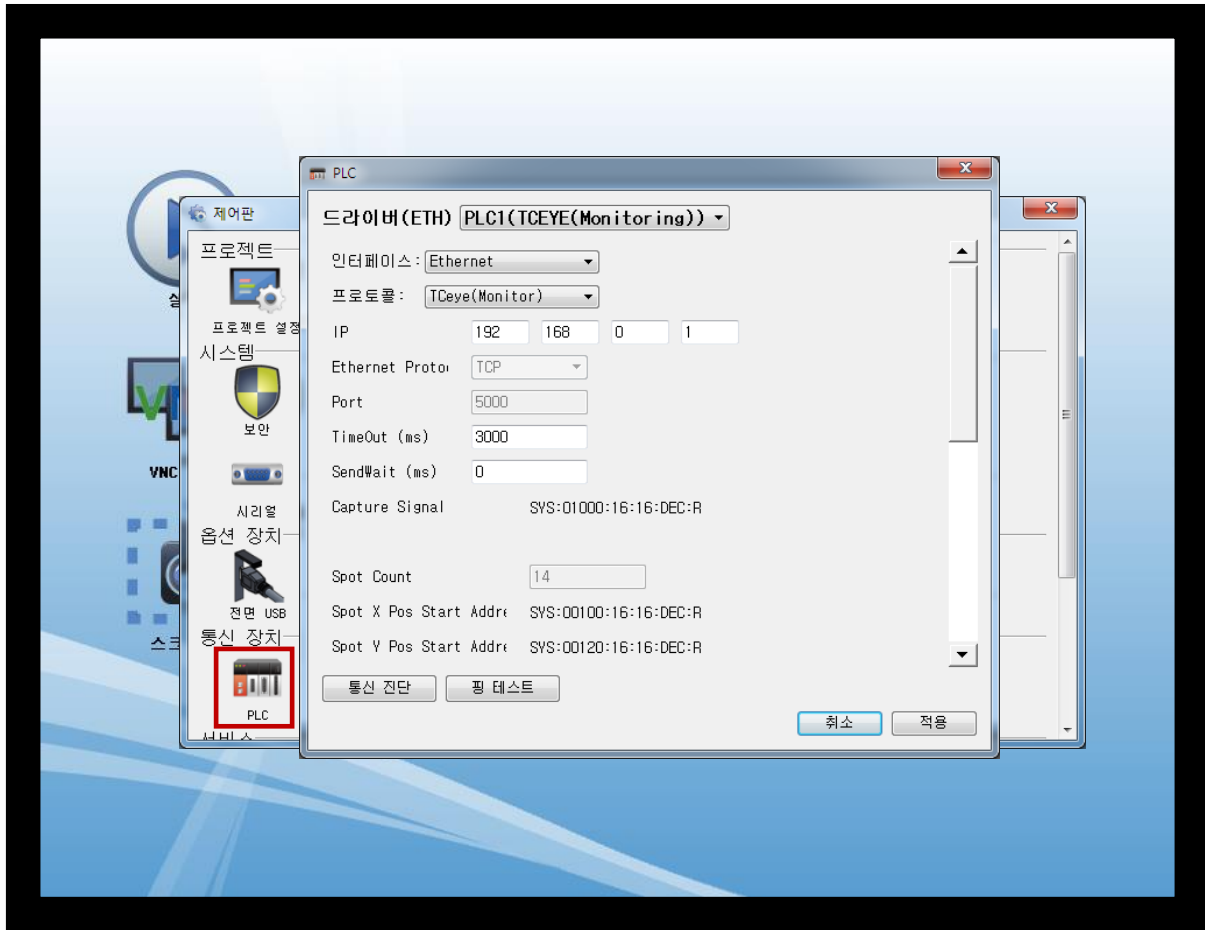 PLC
제어판
드라이버(ETH) PLC1(TCEYE(Monitoring))
프로젝트
인터페이스: Ethernet
프로토콜: TCeye(Monitor)
프로젝트 설정
IP 192 168 0 1
시스템
Ethernet TCP
Port 5000
보안
TimeOut (ms) 3000
VNC
SendWait (ms) 0
시리얼
Capture Signal SYS:01000:16:16:DEC:R
옵션 장치
Spot Count 14
전면 USB
Spot X Pos Start SYS:00100:16:16:DEC:R
통신 장치
Spot Y Pos Start SYS:00120:16:16:DEC:R
통신 진단 핑 테스트
PLC
취소 적용